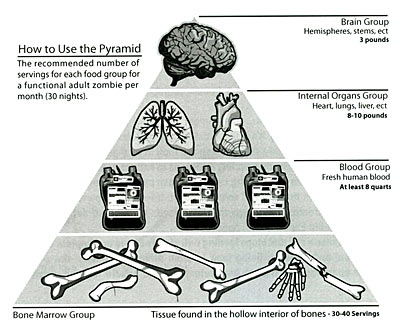 Brain Group
Hemispheres, stems, ect
3 pounds
How to Use the Pyramid
The recommended number of
servings for each food group for
a functional adult zombie per
month (30 nights).
Internal Organs Group
Heart, lungs, liver, ect
8-10 pounds
Blood Group
Fresh human blood
At least 8 quarts
Bone Marrow Group
Tissue found in the hollow interior of bones - 30-40 Servings